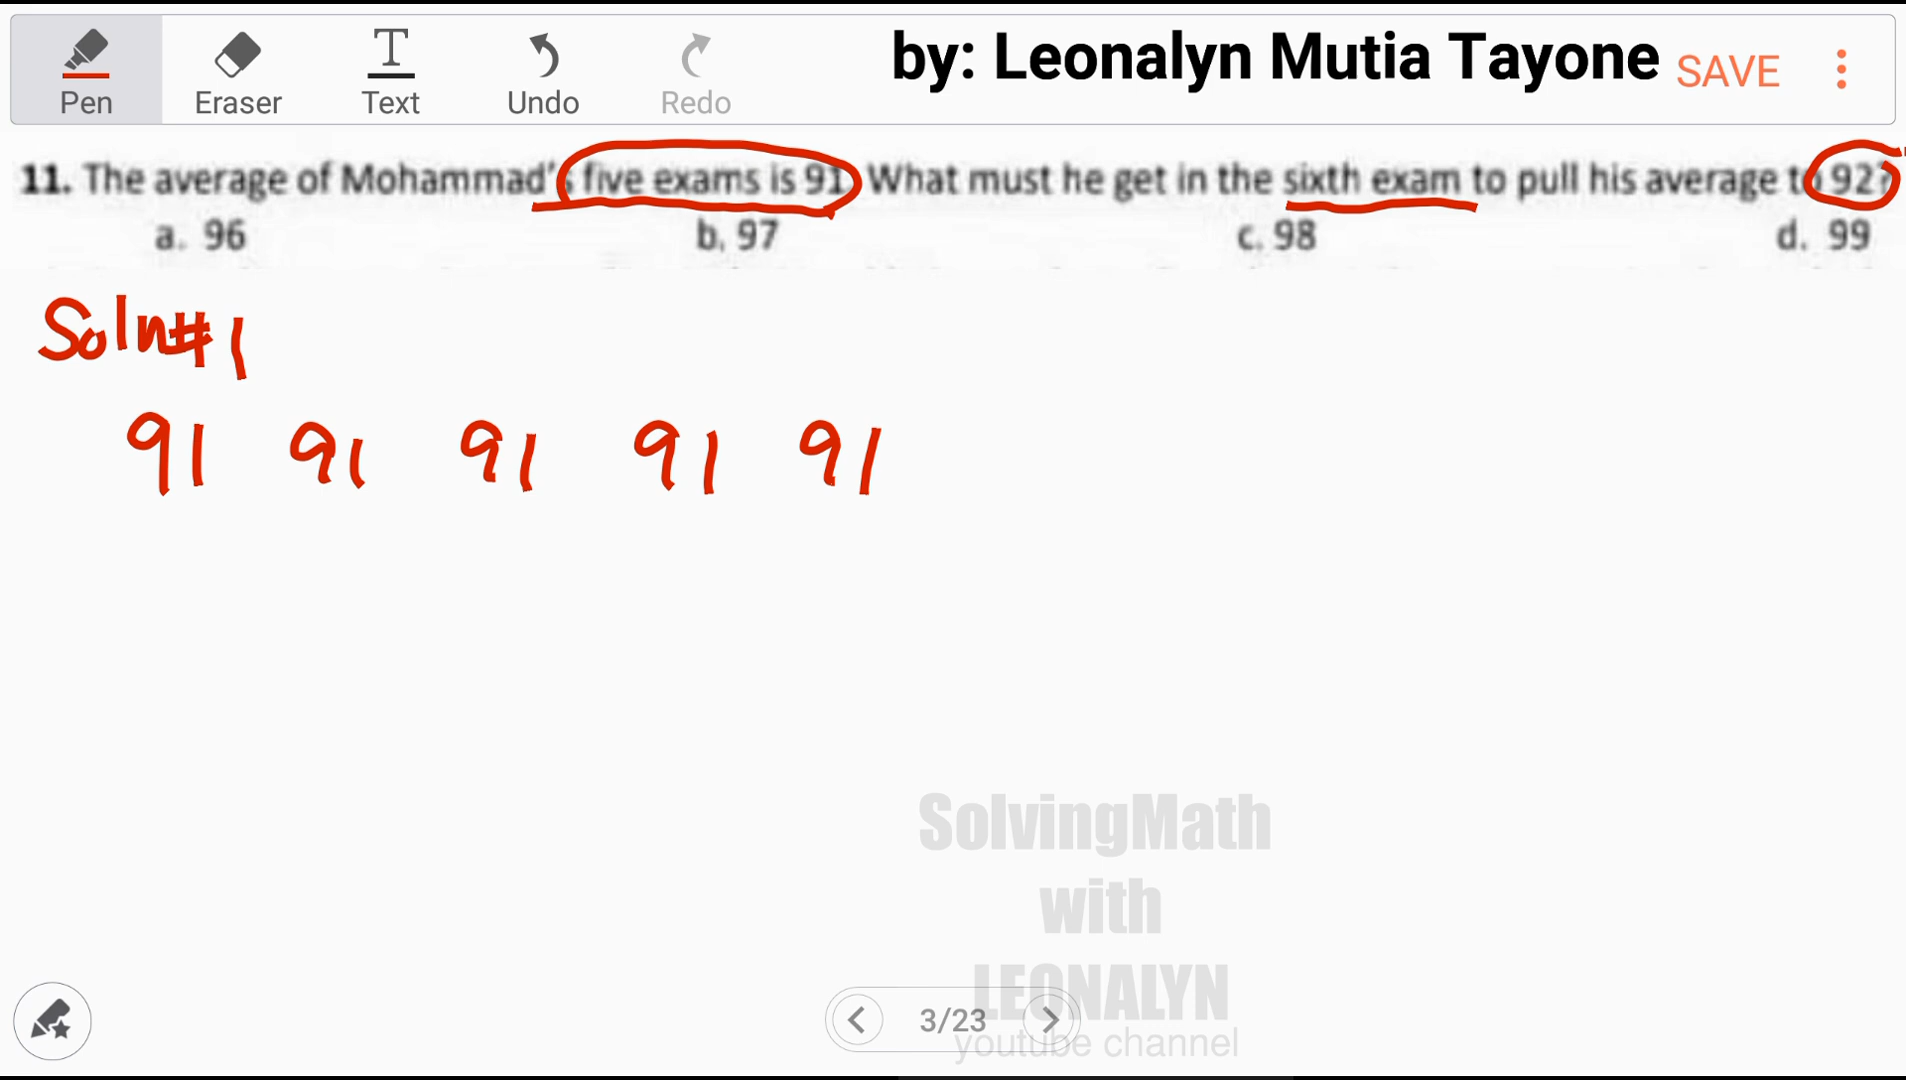 by: Leonalyn Mutia Tayone
Pen Eraser Text Undo Redo SAVE
11. The average of Mohammad's five exams is 91. What must he get in the sixth exam to pull his average to 92?
a. 96 b. 97 c. 98 d. 99
Soln#1
91 91 91 91 91
SolvingMath
with
LEONALYN
3/23
youtube channel